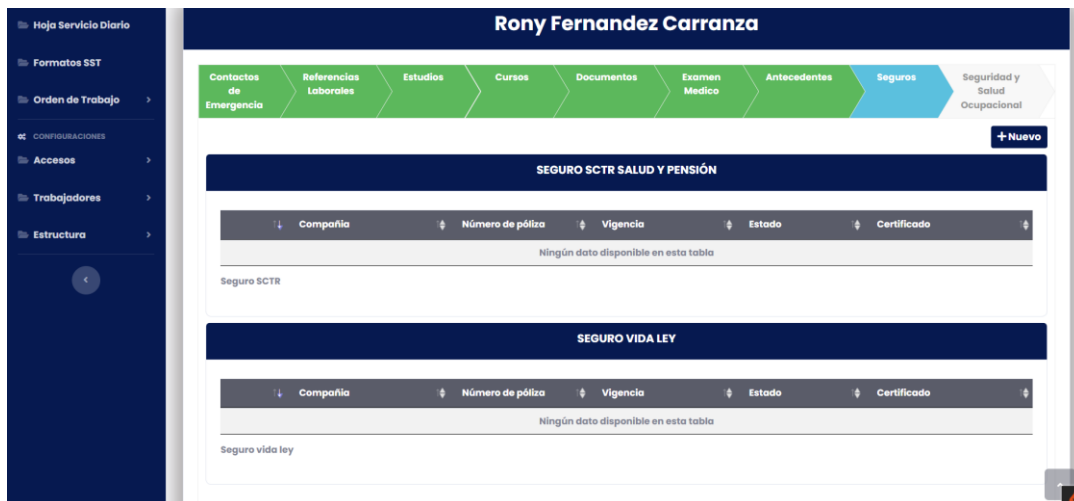 Hoja Servicio Diario
Formatos SST
Orden de Trabajo
CONFIGURACIONES
Accesos
Trabajadores
Estructura
Rony Fernandez Carranza
Contactos
de
Emergencia
Referencias
Laborales
Estudios
Cursos
Documentos
Examen
Medico
Antecedentes
Seguros
Seguridad y
Salud
Ocupacional
+ Nuevo
SEGURO SCTR SALUD Y PENSIÓN
Compañia Número de póliza Vigencia Estado Certificado
Ningún dato disponible en esta tabla
Seguro SCTR
SEGURO VIDA LEY
Compañia Número de póliza Vigencia Estado Certificado
Ningún dato disponible en esta tabla
Seguro vida ley